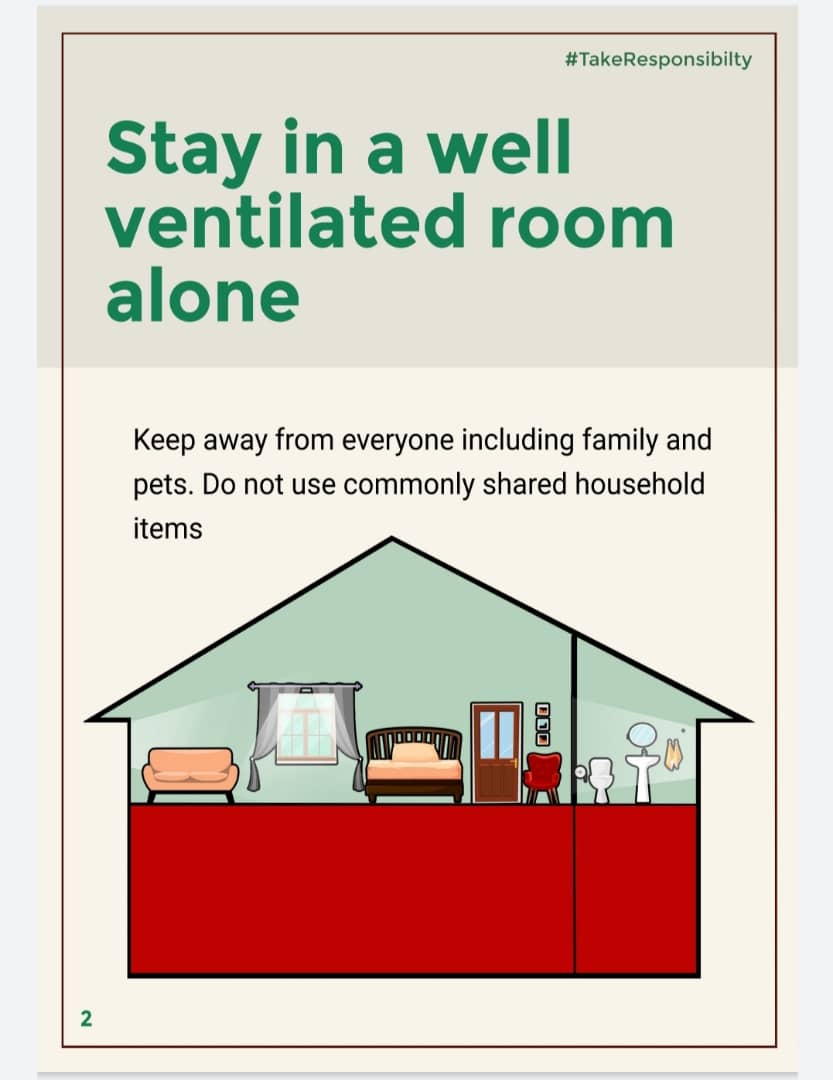 #TakeResponsibilty
Stay in a well
ventilated room
alone
Keep away from everyone including family and
pets. Do not use commonly shared household
items
2